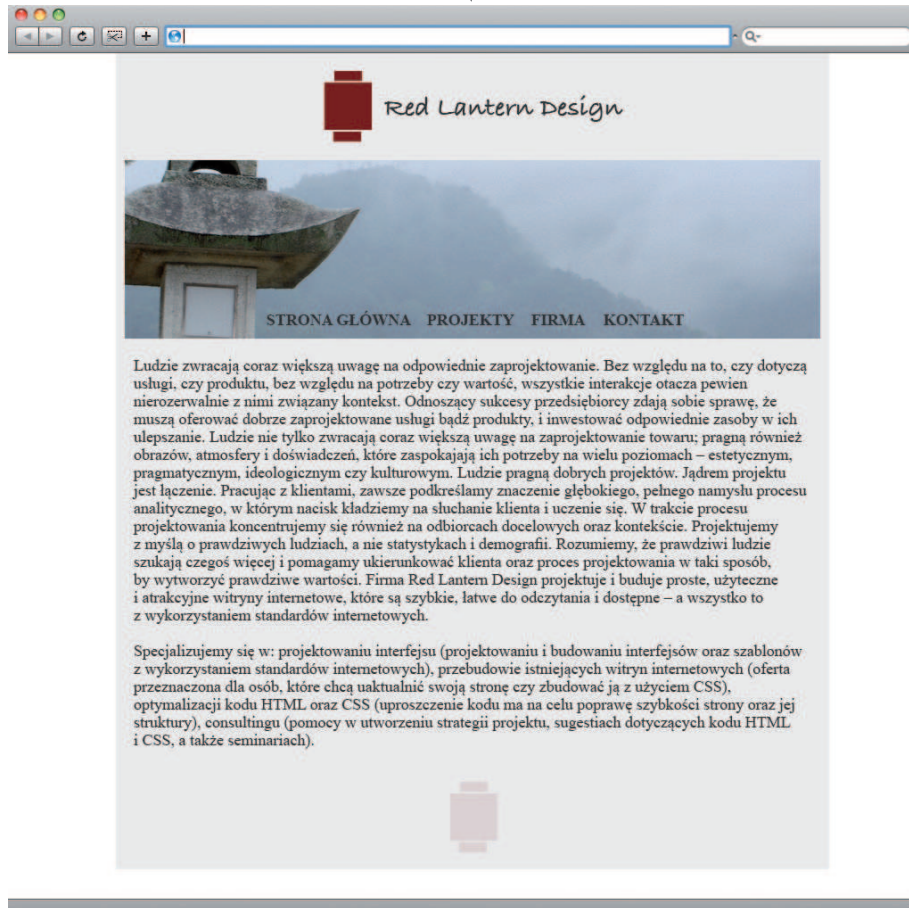 Red Lantern Design
STRONA GŁÓWNA PROJEKTY FIRMA KONTAKT
Ludzie zwracają coraz większą uwagę na odpowiednie zaprojektowanie. Bez względu na to, czy dotyczą
usługi, czy produktu, bez względu na potrzeby czy wartość, wszystkie interakcje otacza pewien
nierozerwalnie z nimi związany kontekst. Odnoszący sukcesy przedsiębiorcy zdają sobie sprawę, że
muszą oferować dobrze zaprojektowane usługi bądź produkty, i inwestować odpowiednie zasoby w ich
ulepszanie. Ludzie nie tylko zwracają coraz większą uwagę na zaprojektowanie towaru; pragną również
obrazów, atmosfery i doświadczeń, które zaspokajają ich potrzeby na wielu poziomach – estetycznym,
pragmatycznym, ideologicznym czy kulturowym. Ludzie pragną dobrych projektów. Jądrem projektu
jest łączenie. Pracując z klientami, zawsze podkreślamy znaczenie głębokiego, pełnego namysłu procesu
analitycznego, w którym nacisk kładziemy na słuchanie klienta i uczenie się. W trakcie procesu
projektowania koncentrujemy się również na odbiorcach docelowych oraz kontekście. Projektujemy
z myślą o prawdziwych ludziach, a nie statystykach i demografii. Rozumiemy, że prawdziwi ludzie
szukają czegoś więcej i pomagamy ukierunkować klienta oraz proces projektowania w taki sposób,
by wytworzyć prawdziwe wartości. Firma Red Lantern Design projektuje i buduje proste, użyteczne
i atrakcyjne witryny internetowe, które są szybkie, łatwe do odczytania i dostępne – a wszystko to
z wykorzystaniem standardów internetowych.
Specjalizujemy się w: projektowaniu interfejsu (projektowaniu i budowaniu interfejsów oraz szablonów
z wykorzystaniem standardów internetowych), przebudowie istniejących witryn internetowych (oferta
przeznaczona dla osób, które chcą uaktualnić swoją stronę czy zbudować ją z użyciem CSS),
optymalizacji kodu HTML oraz CSS (uproszczenie kodu ma na celu poprawę szybkości strony oraz jej
struktury), consultingu (pomocy w utworzeniu strategii projektu, sugestiach dotyczących kodu HTML
i CSS, a także seminariach).